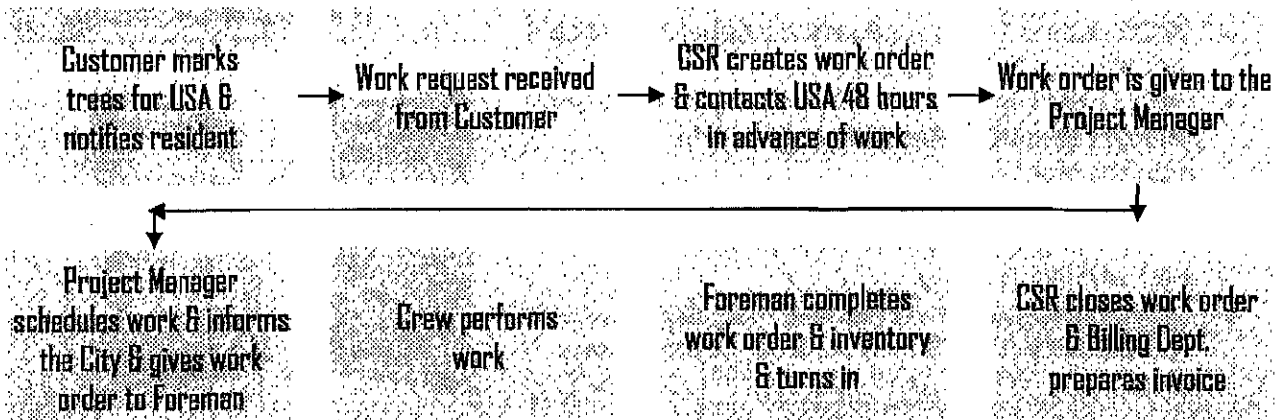 Customer marks
trees for USA &
notifies resident
Work request received
from Customer
CSR creates work order
& contacts USA 48 hours
in advance of work
Work order is given to the
Project Manager
Project Manager
schedules work & informs
the City & gives work
order to Foreman
Crew performs
work
Foreman completes
work order & inventory
& turns in
CSR closes work order
& Billing Dept.
prepares invoice